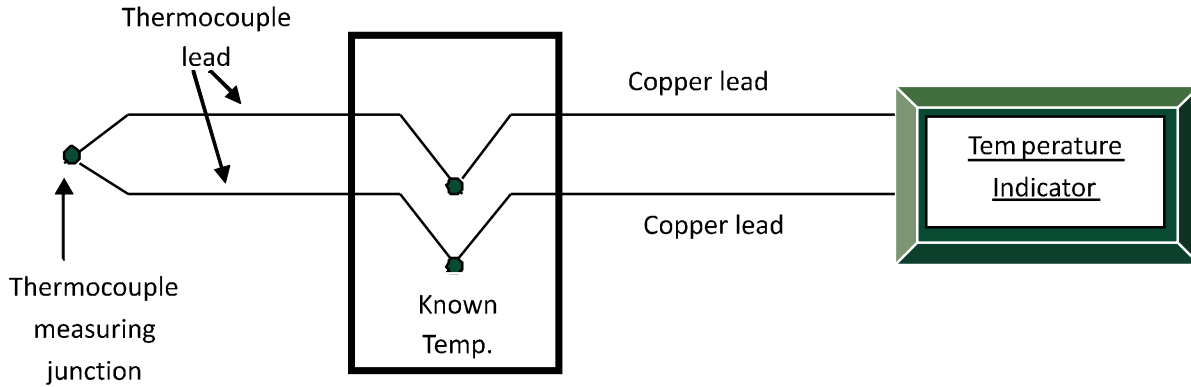 Thermocouple
lead
Copper lead
Tem perature
Indicator
Copper lead
Thermocouple
measuring
junction
Known
Temp.